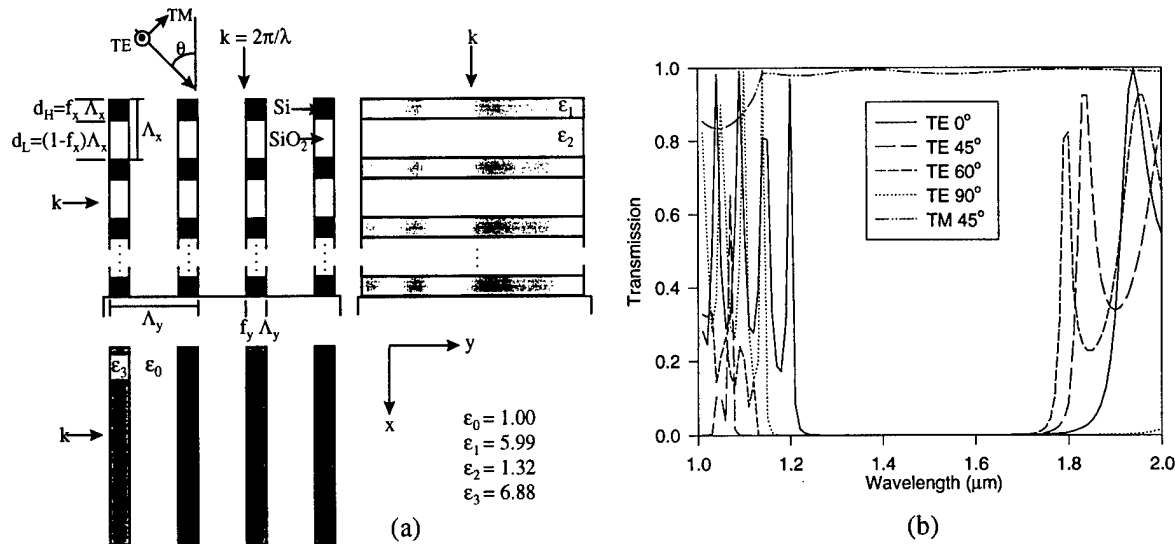 TM
TE
θ
k = 2π/λ
k
d_H=f_x Λ_x
Λ_x
Si
ε_1
d_L=(1-f_x)Λ_x
SiO_2
ε_2
k
Λ_y
f_y Λ_y
ε_3
ε_0
y
k
x
ε_0 = 1.00
ε_1 = 5.99
ε_2 = 1.32
ε_3 = 6.88
(a)
Transmission
1.0
0.8
0.6
0.4
0.2
0.0
TE 0°
TE 45°
TE 60°
TE 90°
TM 45°
1.0 1.2 1.4 1.6 1.8 2.0
Wavelength (μm)
(b)